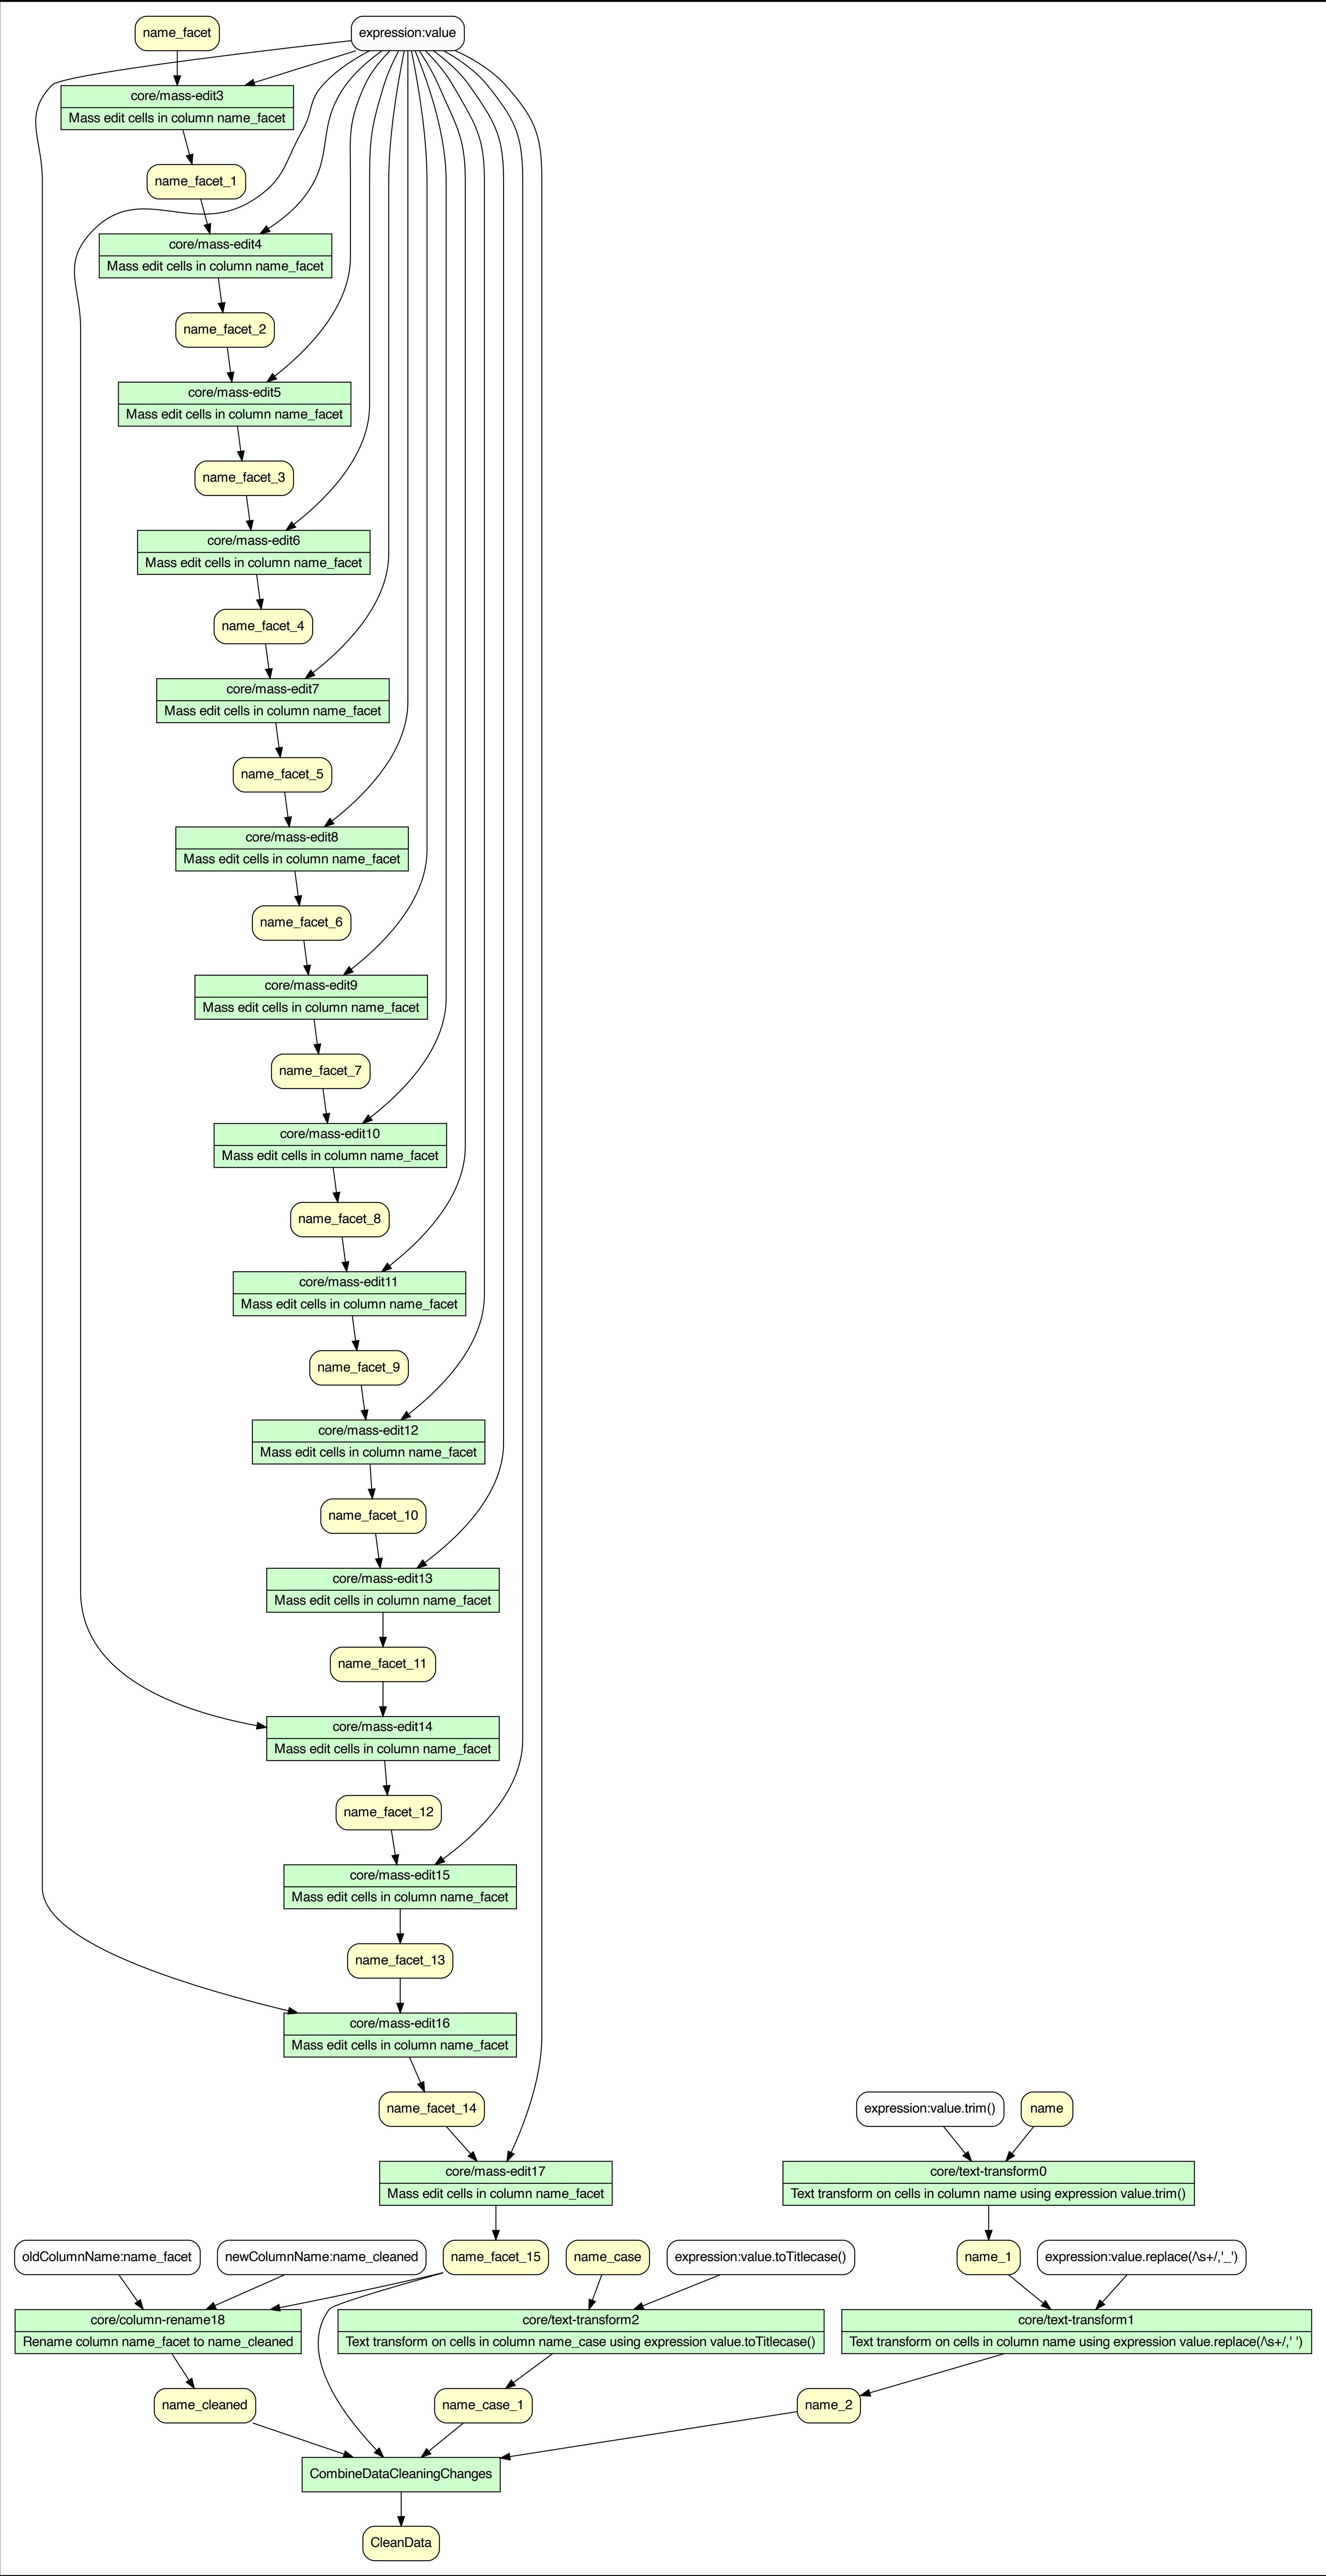 name_facet
expression:value
core/mass-edit3
Mass edit cells in column name_facet
name_facet_1
core/mass-edit4
Mass edit cells in column name_facet
name_facet_2
core/mass-edit5
Mass edit cells in column name_facet
name_facet_3
core/mass-edit6
Mass edit cells in column name_facet
name_facet_4
core/mass-edit7
Mass edit cells in column name_facet
name_facet_5
core/mass-edit8
Mass edit cells in column name_facet
name_facet_6
core/mass-edit9
Mass edit cells in column name_facet
name_facet_7
core/mass-edit10
Mass edit cells in column name_facet
name_facet_8
core/mass-edit11
Mass edit cells in column name_facet
name_facet_9
core/mass-edit12
Mass edit cells in column name_facet
name_facet_10
core/mass-edit13
Mass edit cells in column name_facet
name_facet_11
core/mass-edit14
Mass edit cells in column name_facet
name_facet_12
core/mass-edit15
Mass edit cells in column name_facet
name_facet_13
core/mass-edit16
Mass edit cells in column name_facet
name_facet_14
expression:value.trim()
name
core/mass-edit17
Mass edit cells in column name_facet
core/text-transform0
Text transform on cells in column name using expression value.trim()
oldColumnName:name_facet
newColumnName:name_cleaned
name_facet_15
name_case
expression:value.toTitlecase()
name_1
expression:value.replace(/\s+/,'_')
core/column-rename18
Rename column name_facet to name_cleaned
core/text-transform2
Text transform on cells in column name_case using expression value.toTitlecase()
core/text-transform1
Text transform on cells in column name using expression value.replace(/\s+/,' ')
name_cleaned
name_case_1
name_2
CombineDataCleaningChanges
CleanData